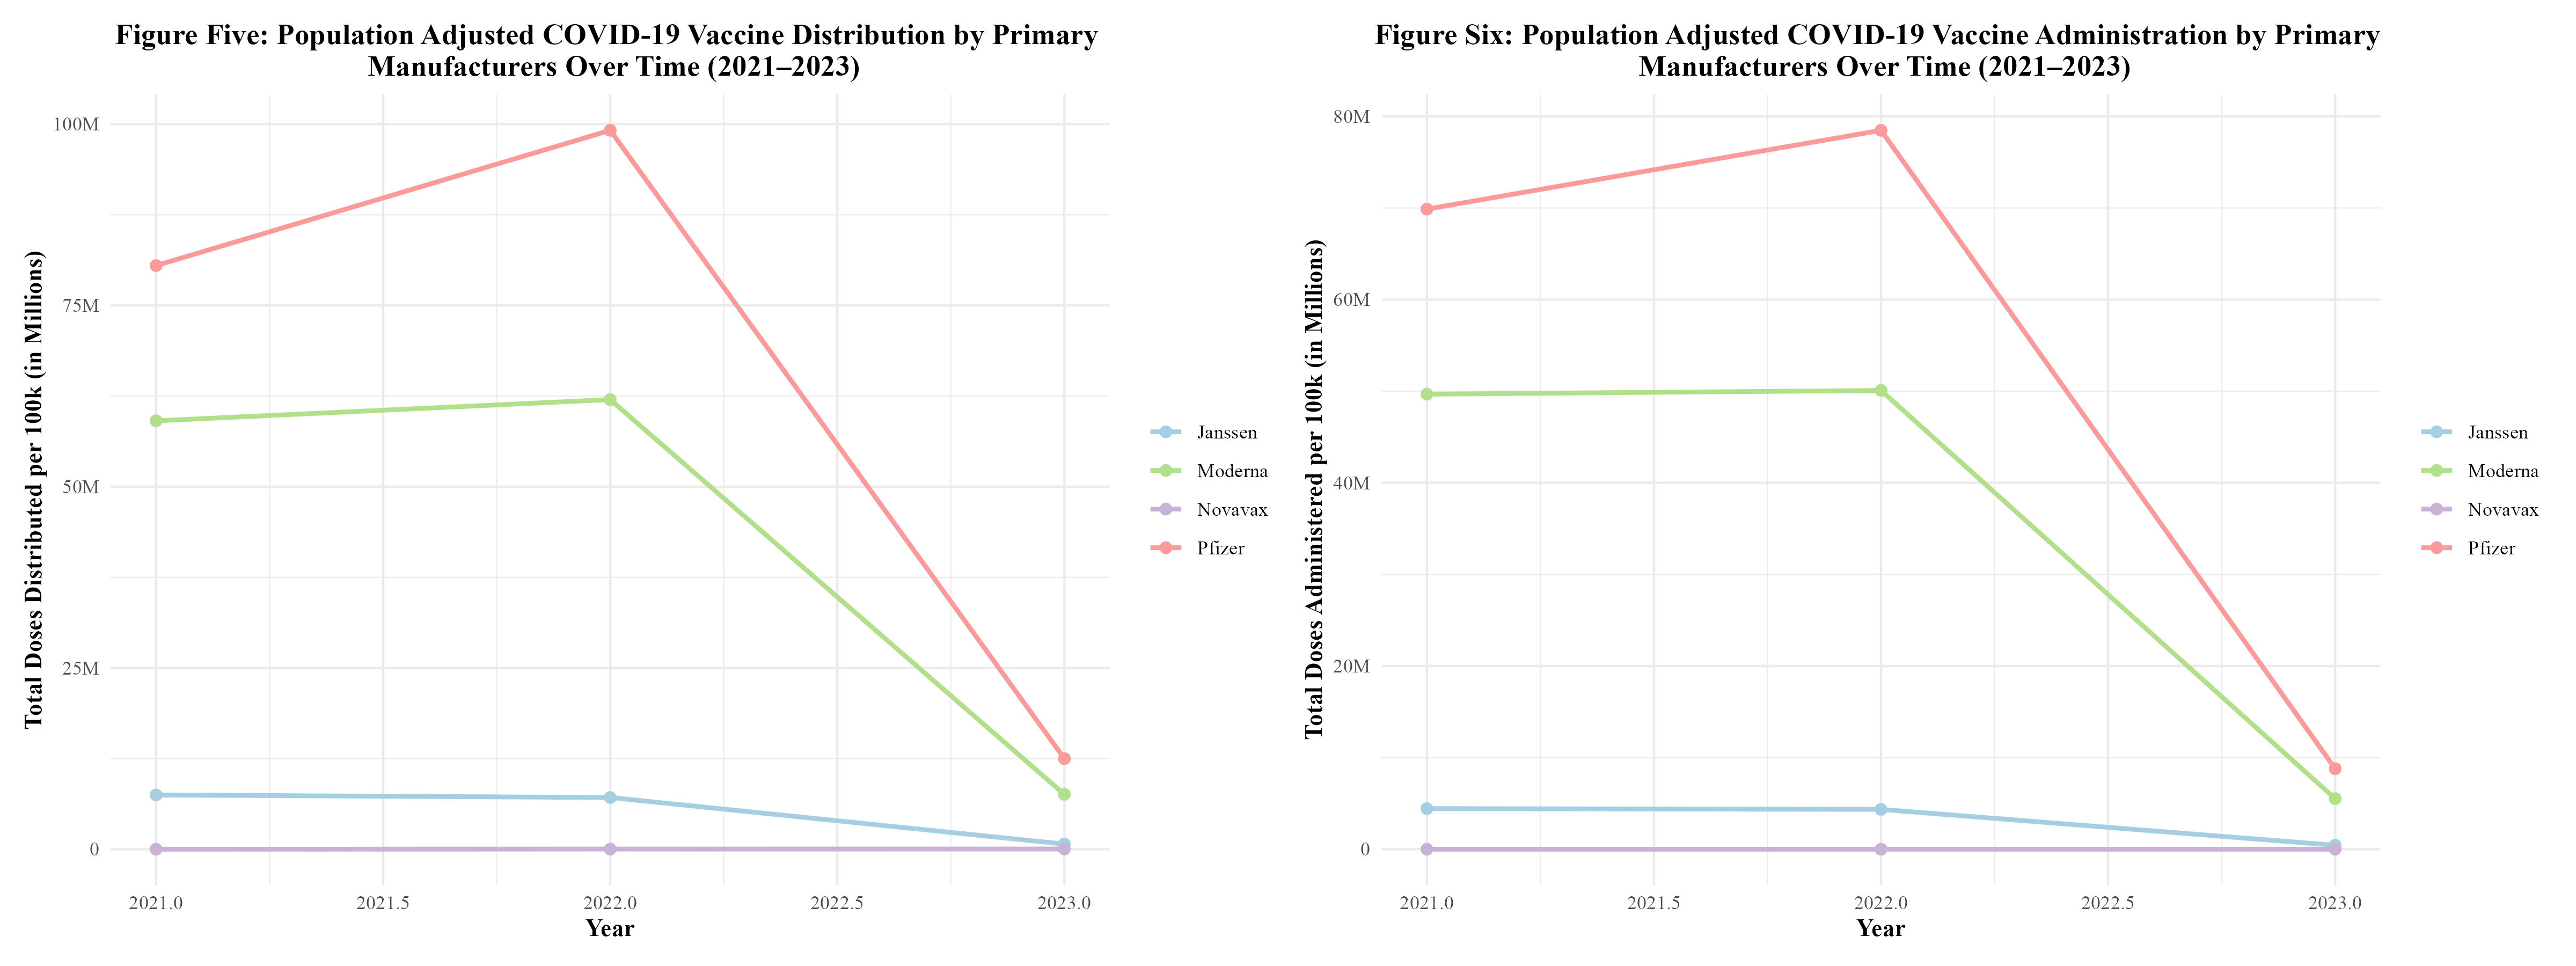 Figure Five: Population Adjusted COVID-19 Vaccine Distribution by Primary
Manufacturers Over Time (2021–2023)
Total Doses Distributed per 100k (in Millions)
100M
75M
50M
25M
0
2021.0
2021.5
2022.0
2022.5
2023.0
Year
Janssen
Moderna
Novavax
Pfizer
Figure Six: Population Adjusted COVID-19 Vaccine Administration by Primary
Manufacturers Over Time (2021–2023)
Total Doses Administered per 100k (in Millions)
80M
60M
40M
20M
0
2021.0
2021.5
2022.0
2022.5
2023.0
Year
Janssen
Moderna
Novavax
Pfizer